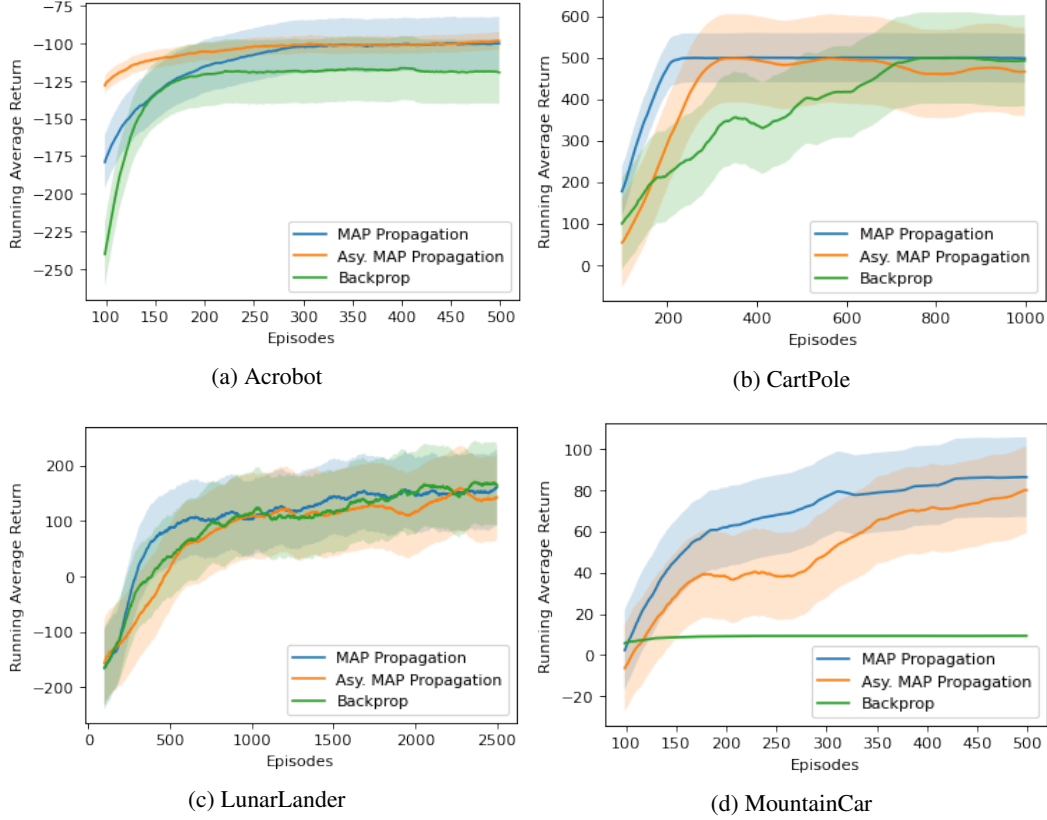 −75
−100
−125
−150
−175
−200
−225
−250
Running Average Return
MAP Propagation
Asy. MAP Propagation
Backprop
100 150 200 250 300 350 400 450 500
Episodes
(a) Acrobot
600
500
400
300
200
100
0
Running Average Return
MAP Propagation
Asy. MAP Propagation
Backprop
200 400 600 800 1000
Episodes
(b) CartPole
200
100
0
−100
−200
Running Average Return
MAP Propagation
Asy. MAP Propagation
Backprop
0 500 1000 1500 2000 2500
Episodes
(c) LunarLander
100
80
60
40
20
0
−20
Running Average Return
MAP Propagation
Asy. MAP Propagation
Backprop
100 150 200 250 300 350 400 450 500
Episodes
(d) MountainCar